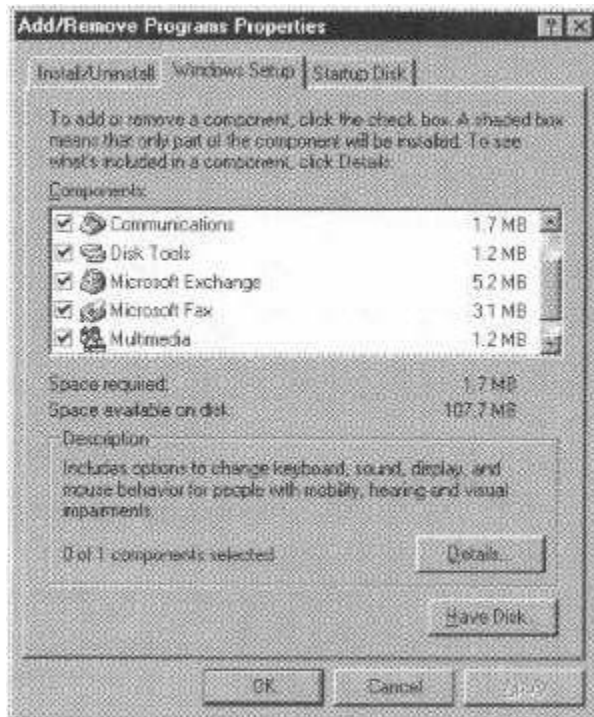 Add/Remove Programs Properties
Install/Uninstall
Windows Setup
Startup Disk
To add or remove a component, click the check box. A shaded box
means that only part of the component will be installed. To see
what's included in a component, click Details.
Components:
Communications 1.7 MB
Disk Tools 1.2 MB
Microsoft Exchange 5.2 MB
Microsoft Fax 3.1 MB
Multimedia 1.2 MB
Space required: 1.7 MB
Space available on disk: 107.7 MB
Description
Includes options to change keyboard, sound, display, and
mouse behavior for people with mobility, hearing and visual
impairments.
0 of 1 components selected
Details...
Have Disk...
OK
Cancel
Apply